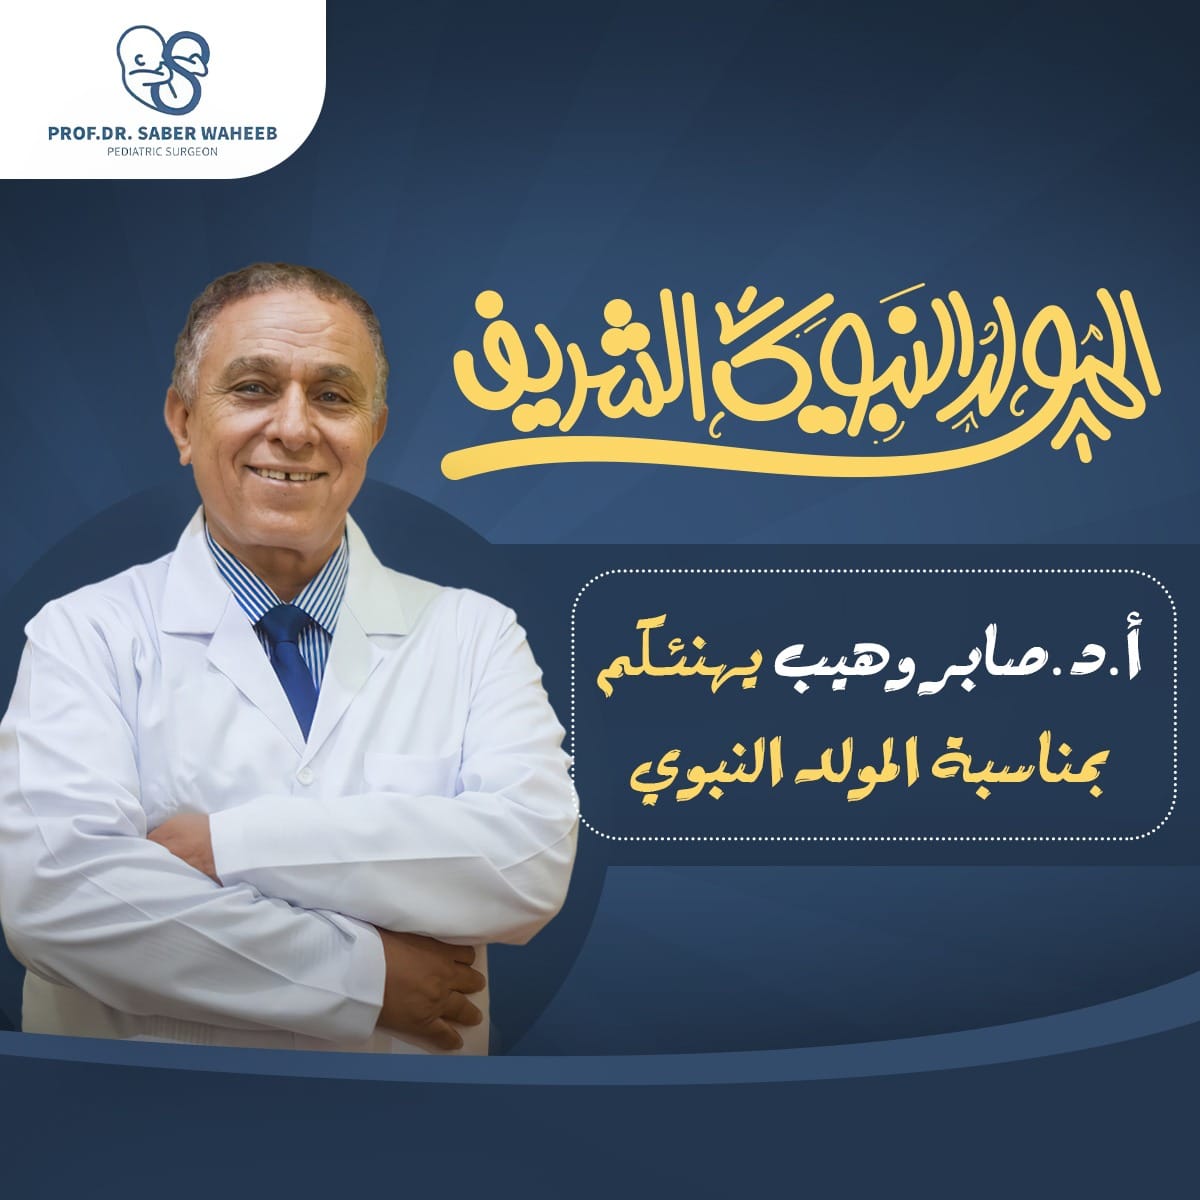 PROF.DR. SABER WAHEEB
PEDIATRIC SURGEON
المولد النبوي الشريف
أ.د.صابر وهيب يهنئكم
بمناسبة المولد النبوي